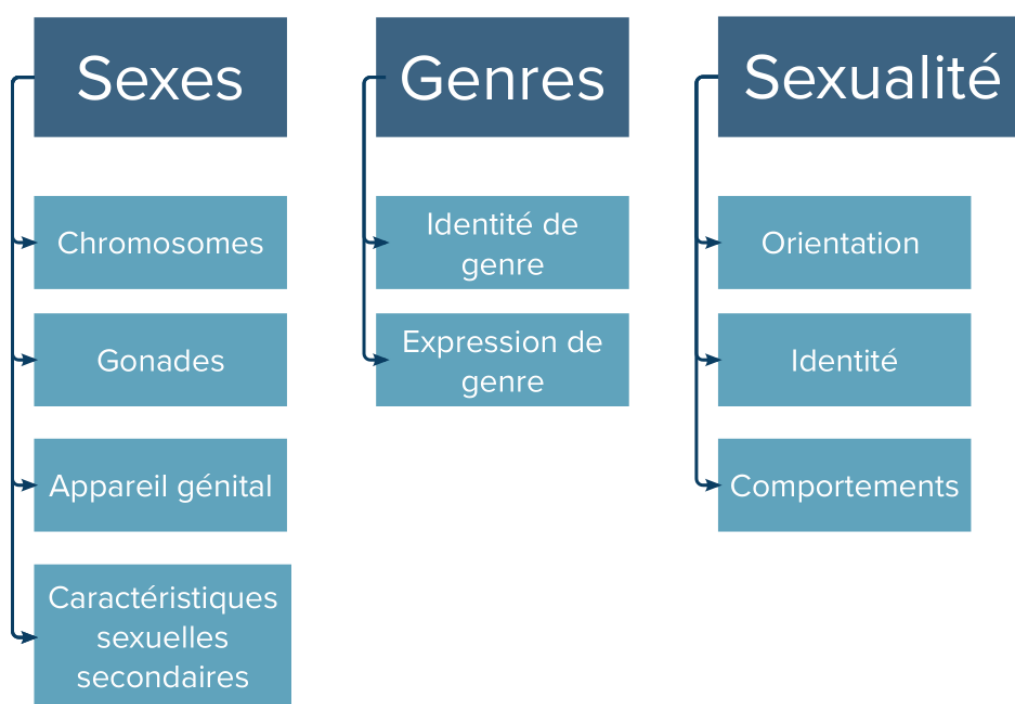 Sexes
Chromosomes
Gonades
Appareil génital
Caractéristiques
sexuelles
secondaires
Genres
Identité de
genre
Expression de
genre
Sexualité
Orientation
Identité
Comportements